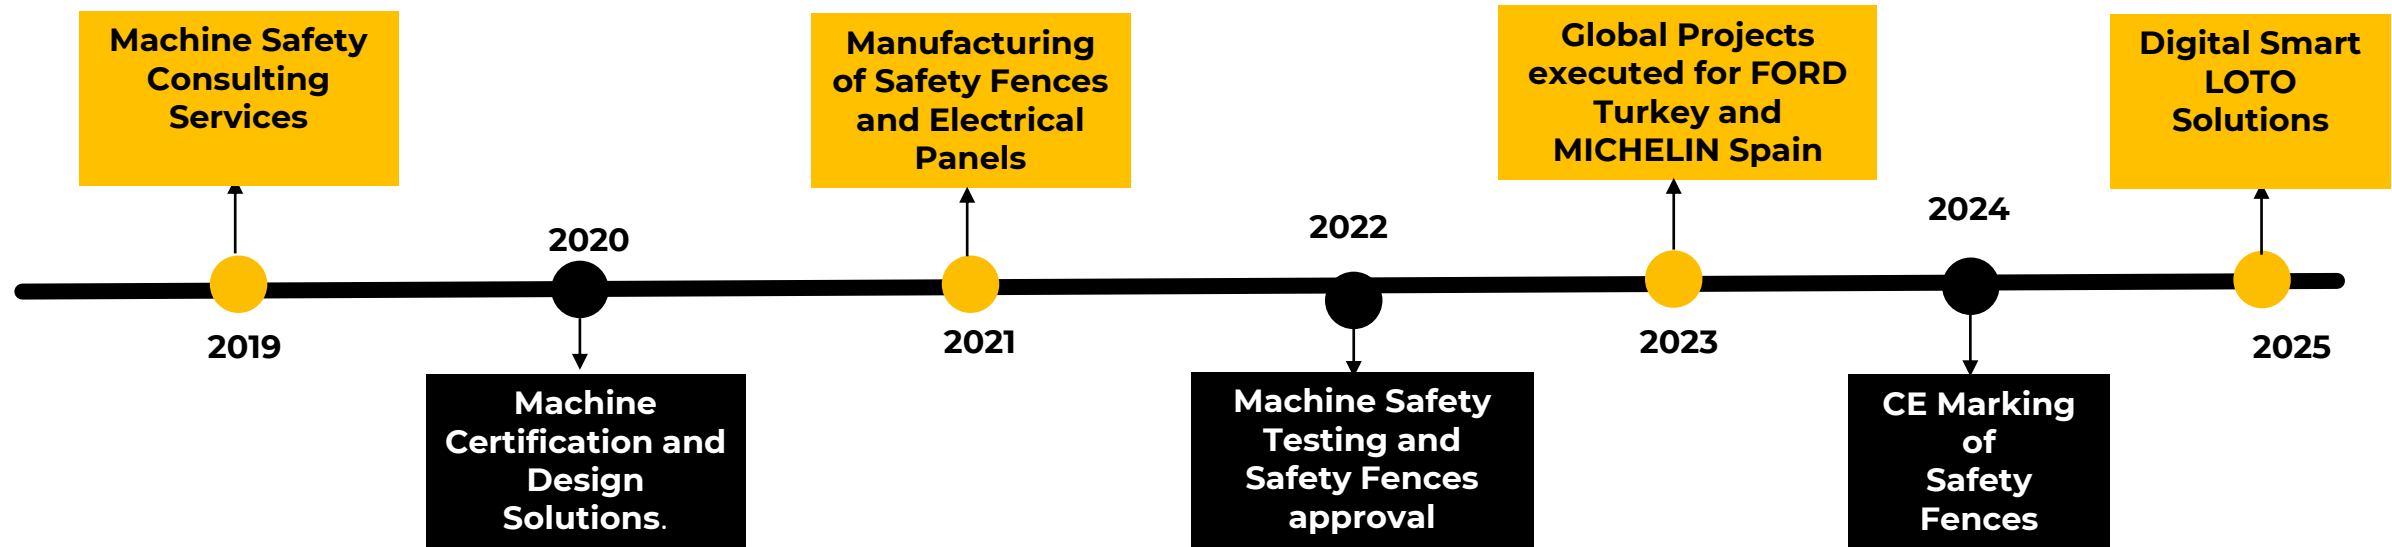 Machine Safety
Consulting
Services
2019
2020
Machine
Certification and
Design
Solutions.
Manufacturing
of Safety Fences
and Electrical
Panels
2021
2022
Machine Safety
Testing and
Safety Fences
approval
Global Projects
executed for FORD
Turkey and
MICHELIN Spain
2023
2024
CE Marking
of
Safety
Fences
Digital Smart
LOTO
Solutions
2025